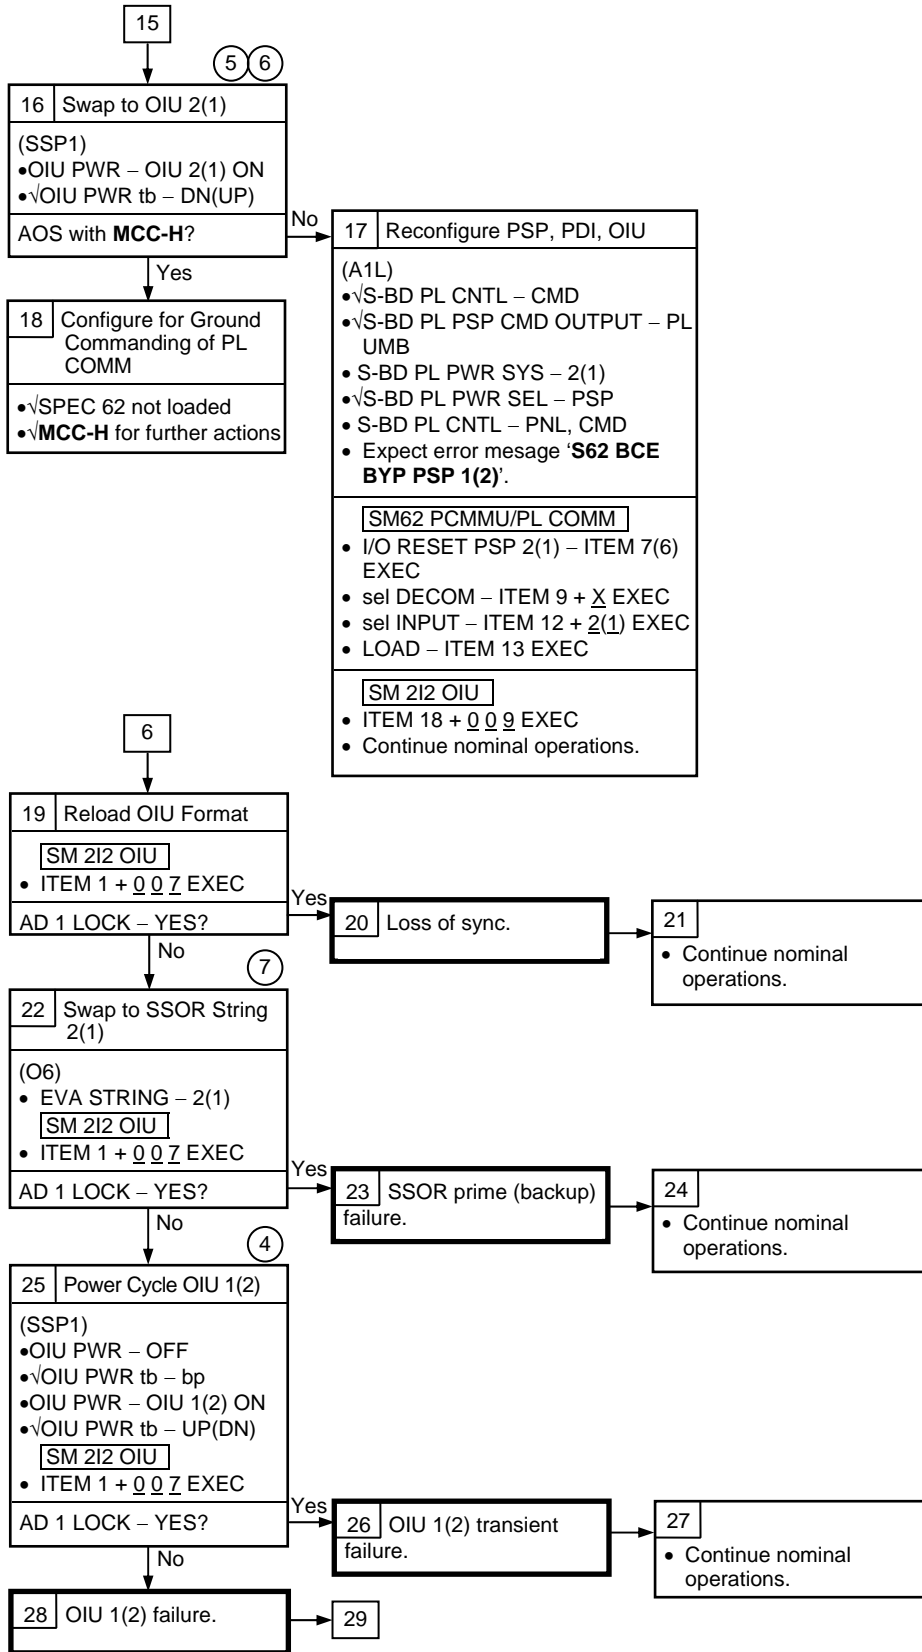 15
5 6
16 Swap to OIU 2(1)
(SSP1)
•OIU PWR – OIU 2(1) ON
•√OIU PWR tb – DN(UP)
AOS with MCC-H?
No
Yes
17 Reconfigure PSP, PDI, OIU
(A1L)
•√S-BD PL CNTL – CMD
•√S-BD PL PSP CMD OUTPUT – PL
UMB
• S-BD PL PWR SYS – 2(1)
•√S-BD PL PWR SEL – PSP
• S-BD PL CNTL – PNL, CMD
• Expect error mesage ‘S62 BCE
BYP PSP 1(2)’.
SM62 PCMMU/PL COMM
• I/O RESET PSP 2(1) – ITEM 7(6)
EXEC
• sel DECOM – ITEM 9 + X EXEC
• sel INPUT – ITEM 12 + 2(1) EXEC
• LOAD – ITEM 13 EXEC
SM 2I2 OIU
• ITEM 18 + 0 0 9 EXEC
• Continue nominal operations.
18 Configure for Ground
Commanding of PL
COMM
•√SPEC 62 not loaded
•√MCC-H for further actions
6
19 Reload OIU Format
SM 2I2 OIU
• ITEM 1 + 0 0 7 EXEC
AD 1 LOCK – YES?
Yes
No
20 Loss of sync.
21
• Continue nominal
operations.
7
22 Swap to SSOR String
2(1)
(O6)
• EVA STRING – 2(1)
SM 2I2 OIU
• ITEM 1 + 0 0 7 EXEC
AD 1 LOCK – YES?
Yes
No
23 SSOR prime (backup)
failure.
24
• Continue nominal
operations.
4
25 Power Cycle OIU 1(2)
(SSP1)
•OIU PWR – OFF
•√OIU PWR tb – bp
•OIU PWR – OIU 1(2) ON
•√OIU PWR tb – UP(DN)
SM 2I2 OIU
• ITEM 1 + 0 0 7 EXEC
AD 1 LOCK – YES?
Yes
No
26 OIU 1(2) transient
failure.
27
• Continue nominal
operations.
28 OIU 1(2) failure.
29